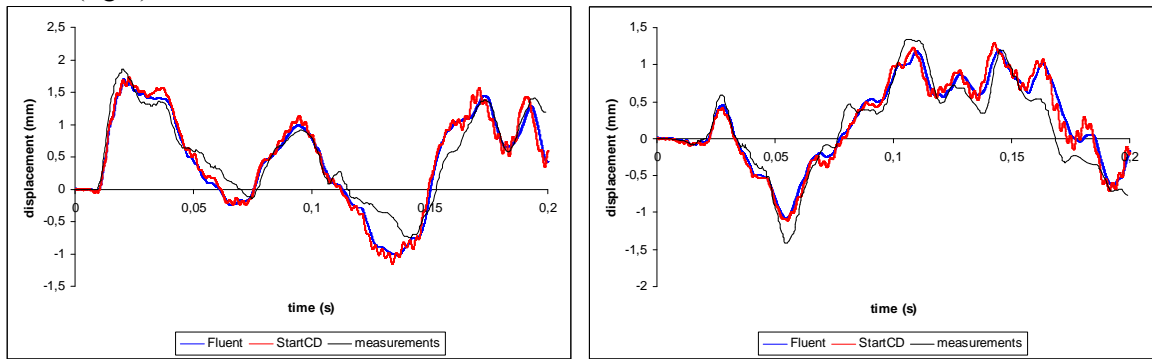 2,5
2
1,5
1
0,5
0
-0,5
-1
-1,5
displacement (mm)
0 0,05 0,1 0,15 0,2
time (s)
Fluent StartCD measurements
1,5
1
0,5
0
-0,5
-1
-1,5
-2
displacement (mm)
0 0,05 0,1 0,15 0,2
time (s)
Fluent StartCD measurements